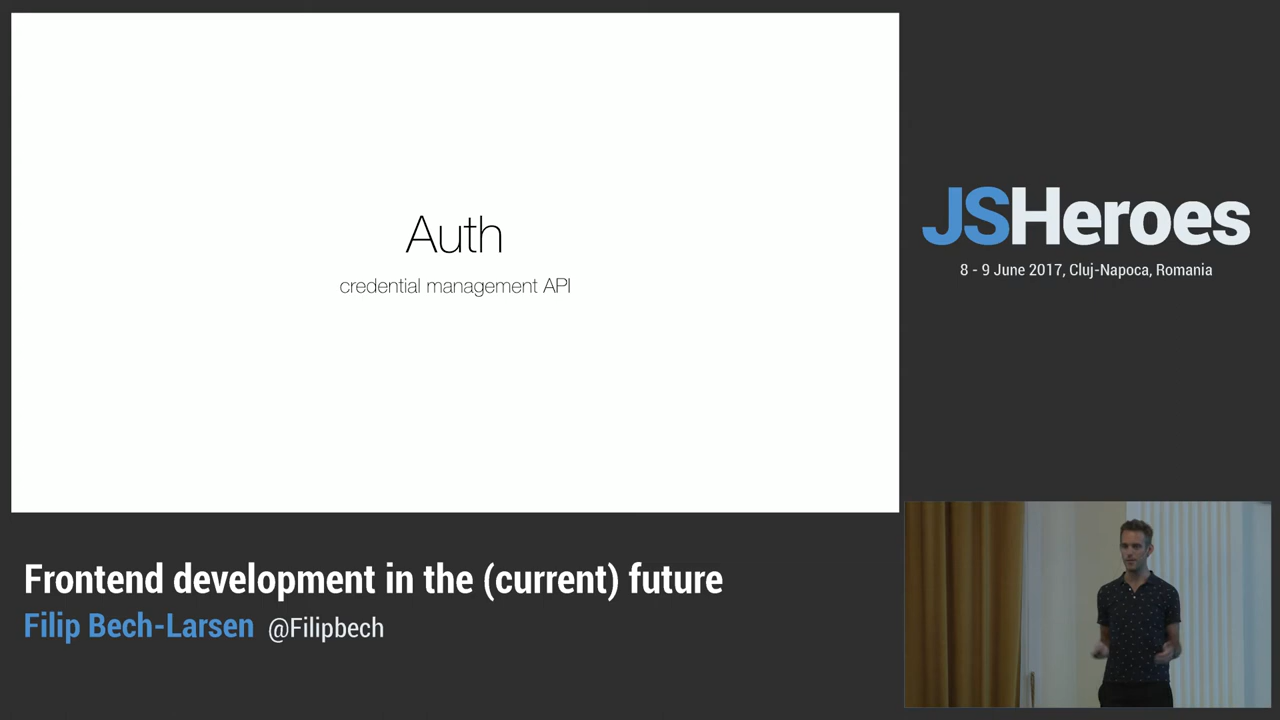 Auth
credential management API
JSHeroes
8 - 9 June 2017, Cluj-Napoca, Romania
Frontend development in the (current) future
Filip Bech-Larsen @Filipbech